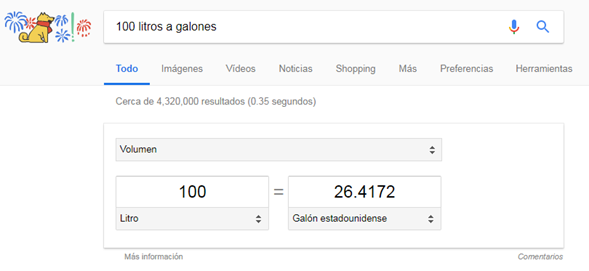 100 litros a galones
Todo Imágenes Vídeos Noticias Shopping Más Preferencias Herramientas
Cerca de 4,320,000 resultados (0.35 segundos)
Volumen
100 = 26.4172
Litro Galón estadounidense
Más información Comentarios